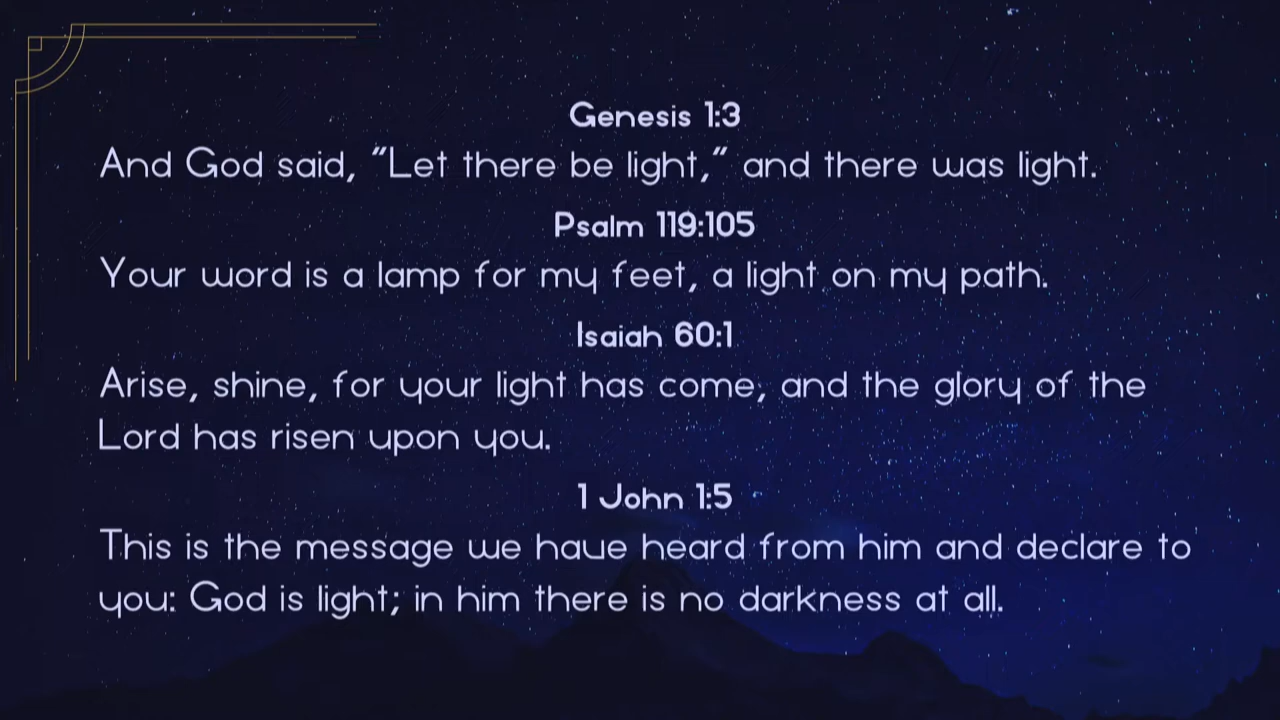 Genesis 1:3
And God said, “Let there be light,” and there was light.
Psalm 119:105
Your word is a lamp for my feet, a light on my path.
Isaiah 60:1
Arise, shine, for your light has come, and the glory of the
Lord has risen upon you.
1 John 1:5
This is the message we have heard from him and declare to
you: God is light; in him there is no darkness at all.